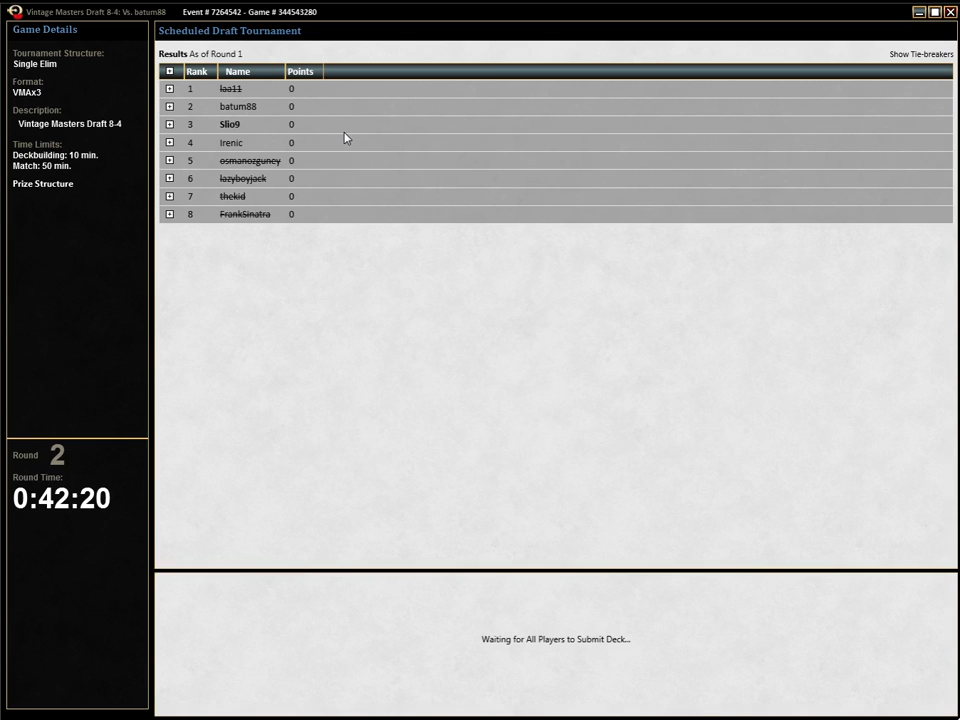 Vintage Masters Draft 8-4: Vs. batum88 Event # 7264542 - Game # 344543280
Game Details
Tournament Structure:
Single Elim
Format:
VMAx3
Description:
Vintage Masters Draft 8-4
Time Limits:
Deckbuilding: 10 min.
Match: 50 min.
Prize Structure
Round 2
Round Time:
0:42:20
Scheduled Draft Tournament
Results As of Round 1 Show Tie-breakers
Rank Name Points
1 laa11 0
2 batum88 0
3 Slio9 0
4 Irenic 0
5 osmanozguney 0
6 lazyboyjack 0
7 thekid 0
8 FrankSinatra 0
Waiting for All Players to Submit Deck...